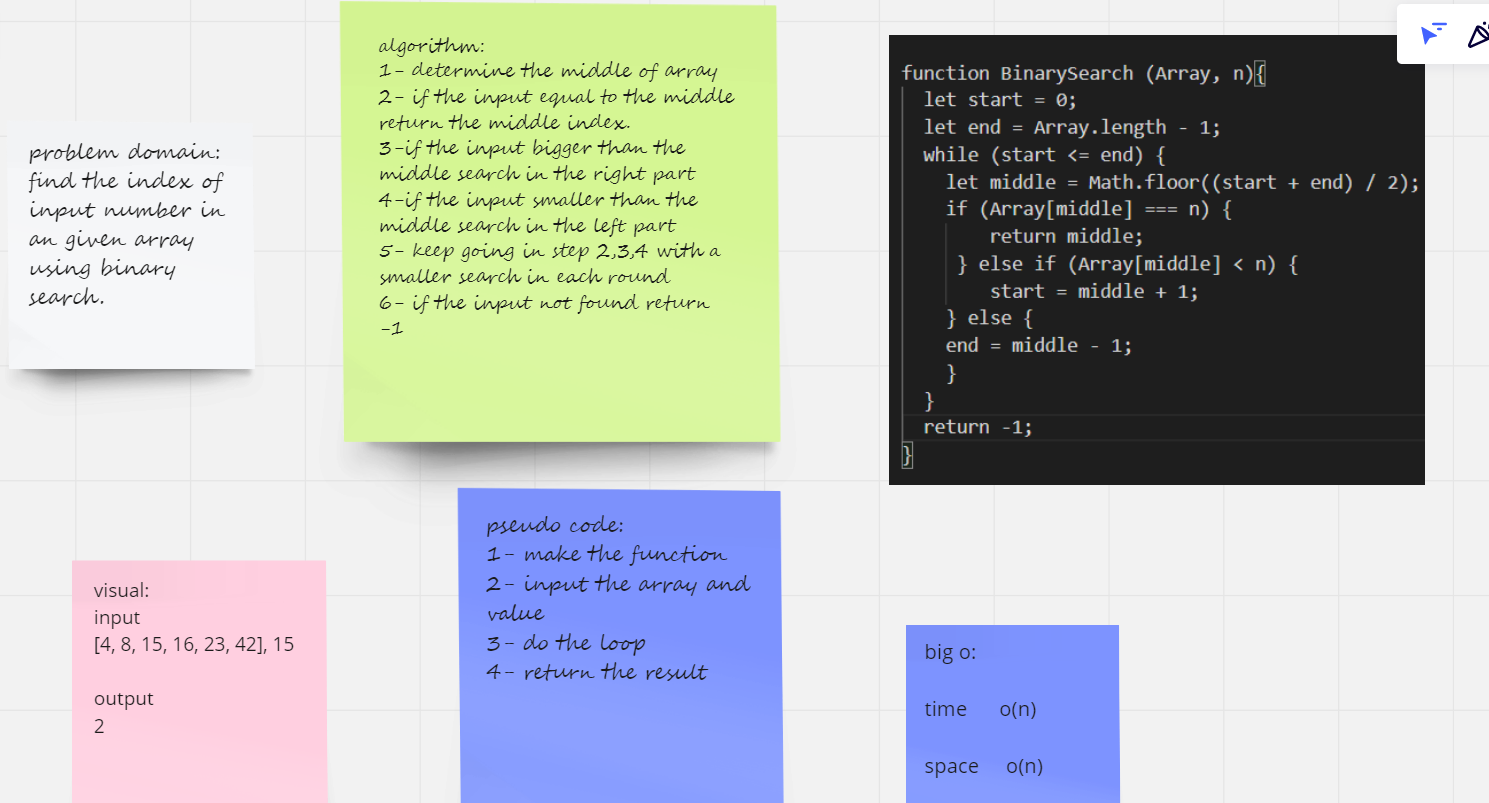 problem domain:
find the index of
input number in
an given array
using binary
search.
algorithm:
1- determine the middle of array
2- if the input equal to the middle
return the middle index.
3-if the input bigger than the
middle search in the right part
4-if the input smaller than the
middle search in the left part
5- keep going in step 2,3,4 with a
smaller search in each round
6- if the input not found return
-1
function BinarySearch (Array, n){
let start = 0;
let end = Array.length - 1;
while (start <= end) {
let middle = Math.floor((start + end) / 2);
if (Array[middle] === n) {
return middle;
} else if (Array[middle] < n) {
start = middle + 1;
} else {
end = middle - 1;
}
}
return -1;
}
visual:
input
[4, 8, 15, 16, 23, 42], 15
output
2
pseudo code:
1- make the function
2- input the array and
value
3- do the loop
4- return the result
big o:
time o(n)
space o(n)